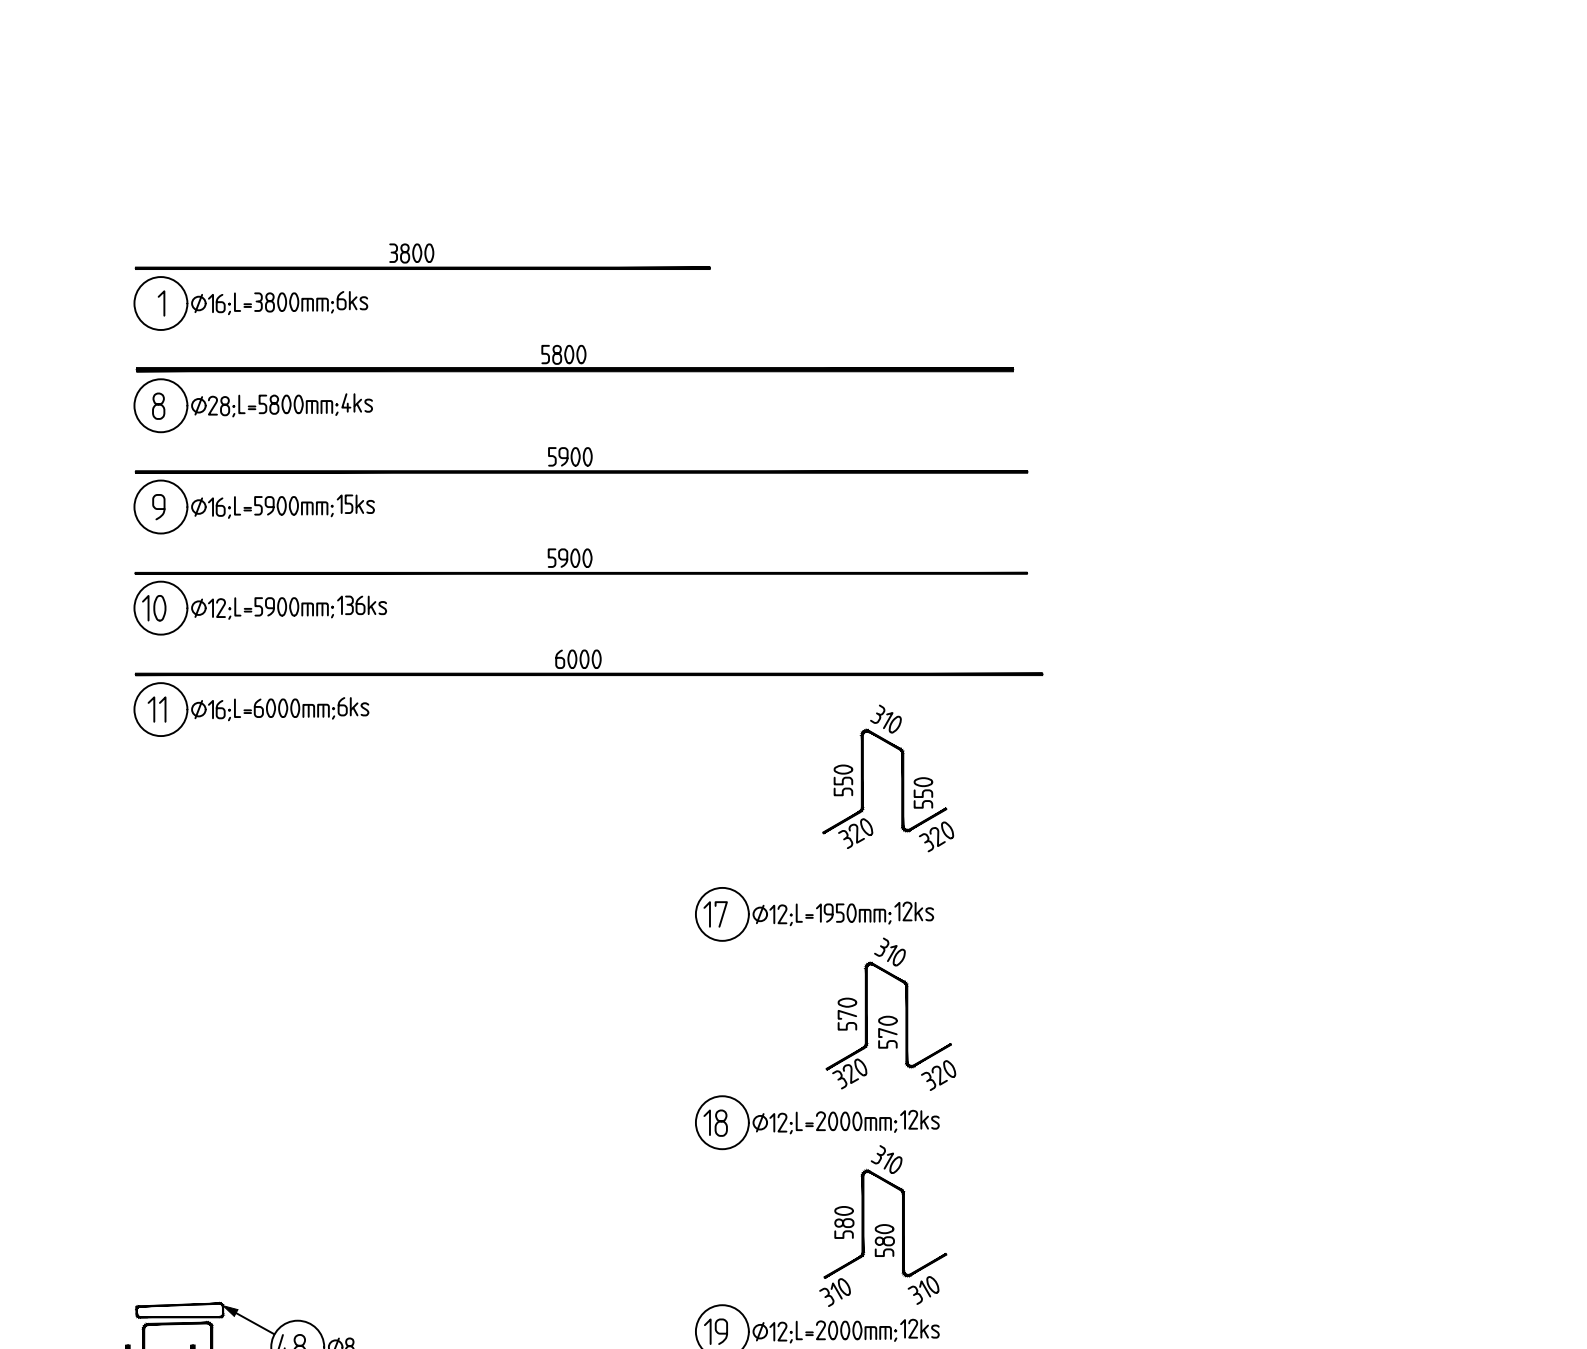 3800
1 Ø16;L=3800mm;6ks
5800
8 Ø28;L=5800mm;4ks
5900
9 Ø16;L=5900mm;15ks
5900
10 Ø12;L=5900mm;136ks
6000
11 Ø16;L=6000mm;6ks
310
550
550
320
320
17 Ø12;L=1950mm;12ks
310
570
570
320
320
18 Ø12;L=2000mm;12ks
310
580
580
310
310
19 Ø12;L=2000mm;12ks
48 Ø8